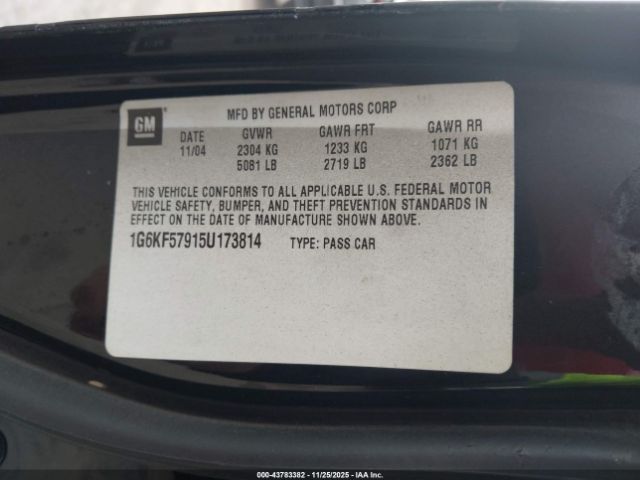 MFD BY GENERAL MOTORS CORP
GM
DATE GVWR GAWR FRT GAWR RR
11/04 2304 KG 1233 KG 1071 KG
5081 LB 2719 LB 2362 LB
THIS VEHICLE CONFORMS TO ALL APPLICABLE U.S. FEDERAL MOTOR
VEHICLE SAFETY, BUMPER, AND THEFT PREVENTION STANDARDS IN
EFFECT ON THE DATE OF MANUFACTURE SHOWN ABOVE.
1G6KF57915U173814 TYPE: PASS CAR
000-43783382 - 11/25/2025 - IAA Inc.